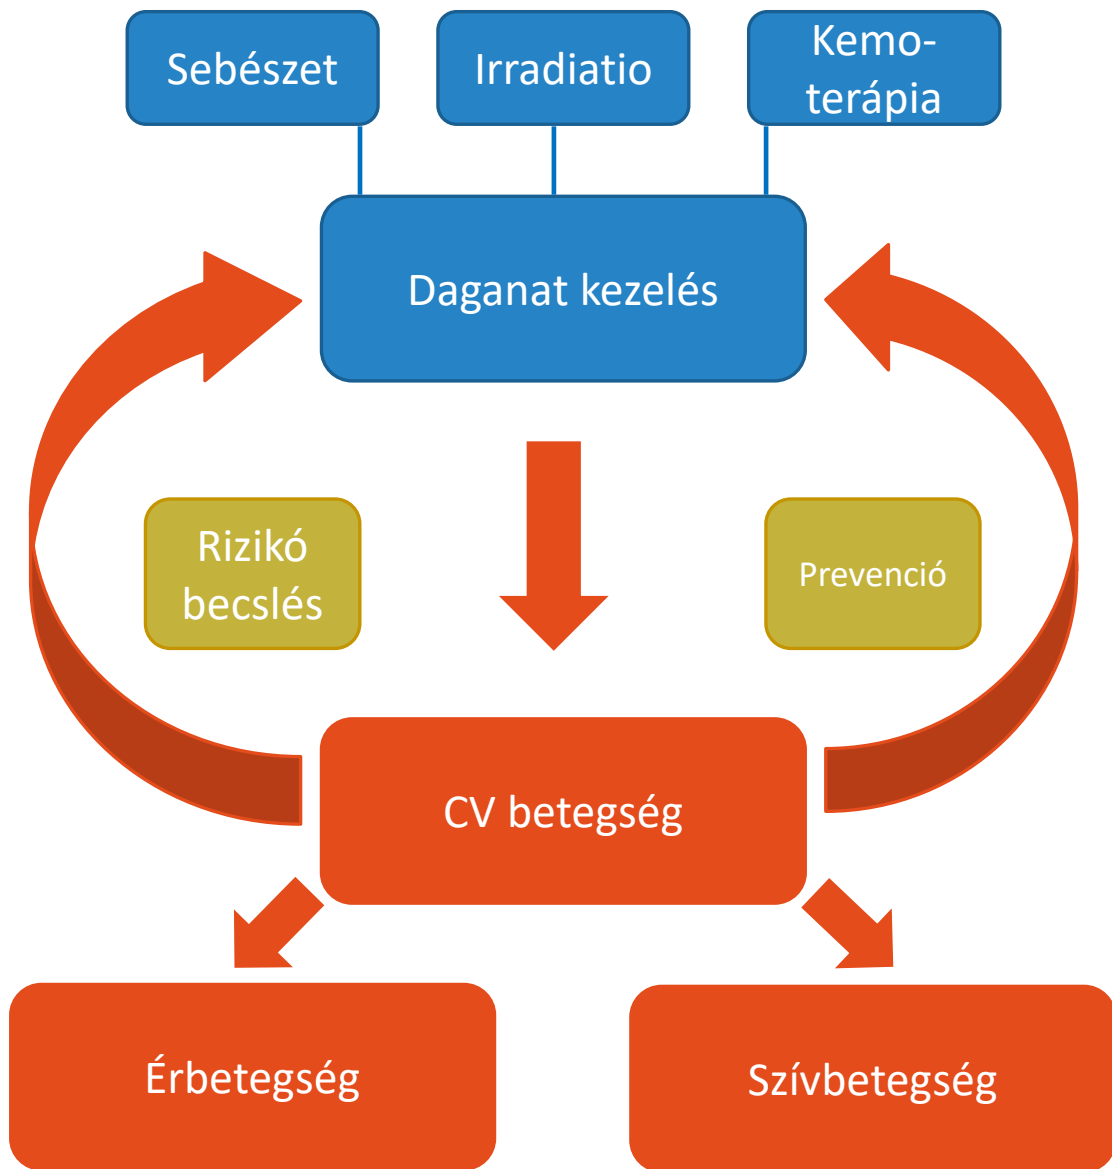 Sebészet
Irradiatio
Kemo-
terápia
Daganat kezelés
Rizikó
becslés
Prevenció
CV betegség
Érbetegség
Szívbetegség